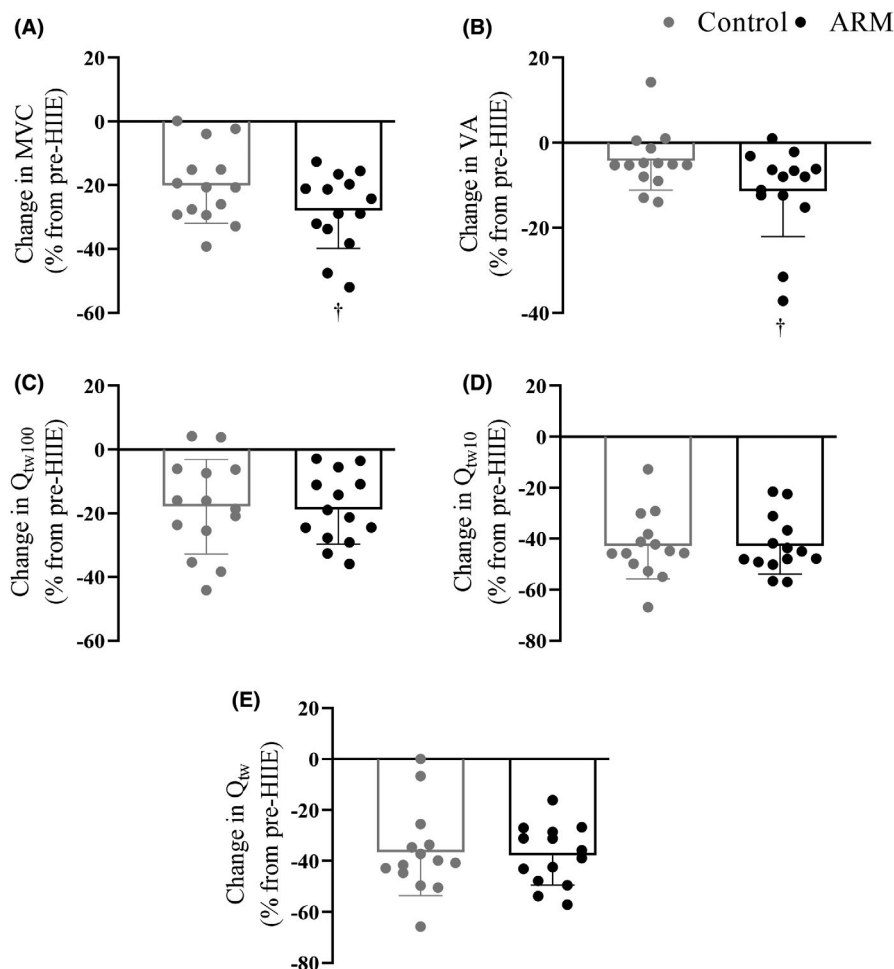 (A)
(B)
Control
ARM
Change in MVC
(% from pre-HIIE)
20
0
-20
-40
-60
†
Change in VA
(% from pre-HIIE)
20
0
-20
-40
†
(C)
(D)
Change in Qtw100
(% from pre-HIIE)
20
0
-20
-40
-60
Change in Qtw10
(% from pre-HIIE)
20
0
-20
-40
-60
-80
(E)
Change in Qtw
(% from pre-HIIE)
20
0
-20
-40
-60
-80